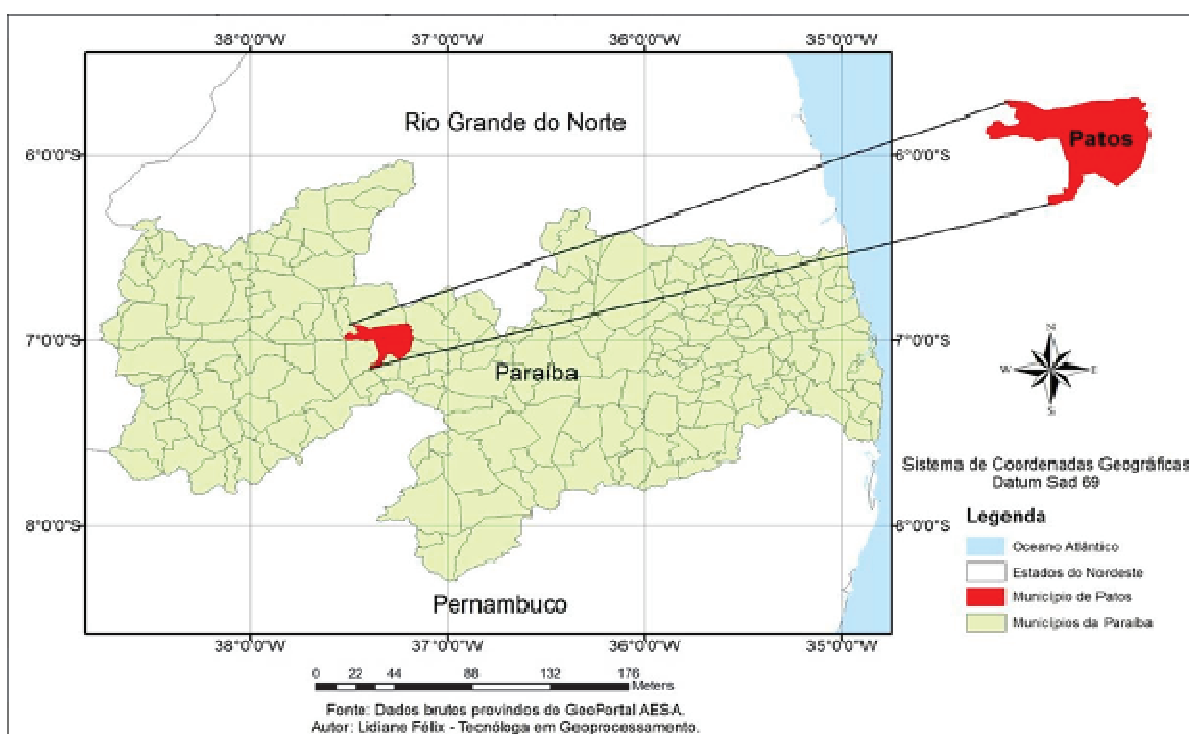 38°0'0"W 37°0'0"W 36°0'0"W 35°0'0"W
Rio Grande do Norte
Patos
6°0'0"S 6°0'0"S
7°0'0"S 7°0'0"S
Paraíba
N
W E
S
Sistema de Coordenadas Geográficas
Datum Sad 69
Legenda
8°0'0"S 8°0'0"S
Oceano Atlântico
Estados do Nordeste
Município de Patos
Municípios da Paraíba
Pernambuco
38°0'0"W 37°0'0"W 36°0'0"W 35°0'0"W
0 22 44 88 132 176
Meters
Fonte: Dados brutos provindos do GeoPortal AESA.
Autor: Lidiane Félix - Tecnóloga em Geoprocessamento.